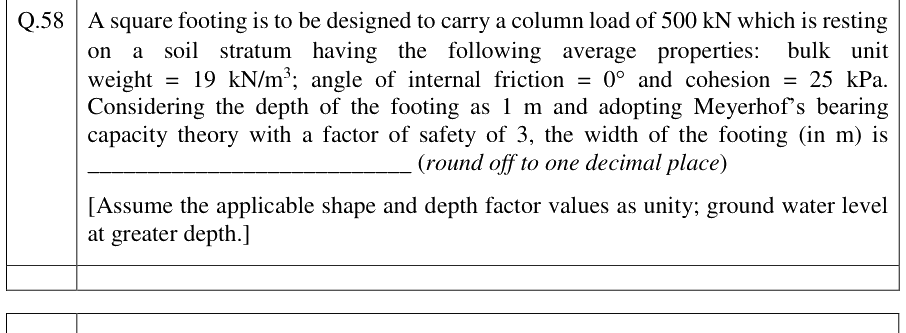 Q.58 A square footing is to be designed to carry a column load of 500 kN which is resting
on a soil stratum having the following average properties: bulk unit
weight = 19 kN/m³; angle of internal friction = 0° and cohesion = 25 kPa.
Considering the depth of the footing as 1 m and adopting Meyerhof's bearing
capacity theory with a factor of safety of 3, the width of the footing (in m) is
___________________________ (round off to one decimal place)
[Assume the applicable shape and depth factor values as unity; ground water level
at greater depth.]